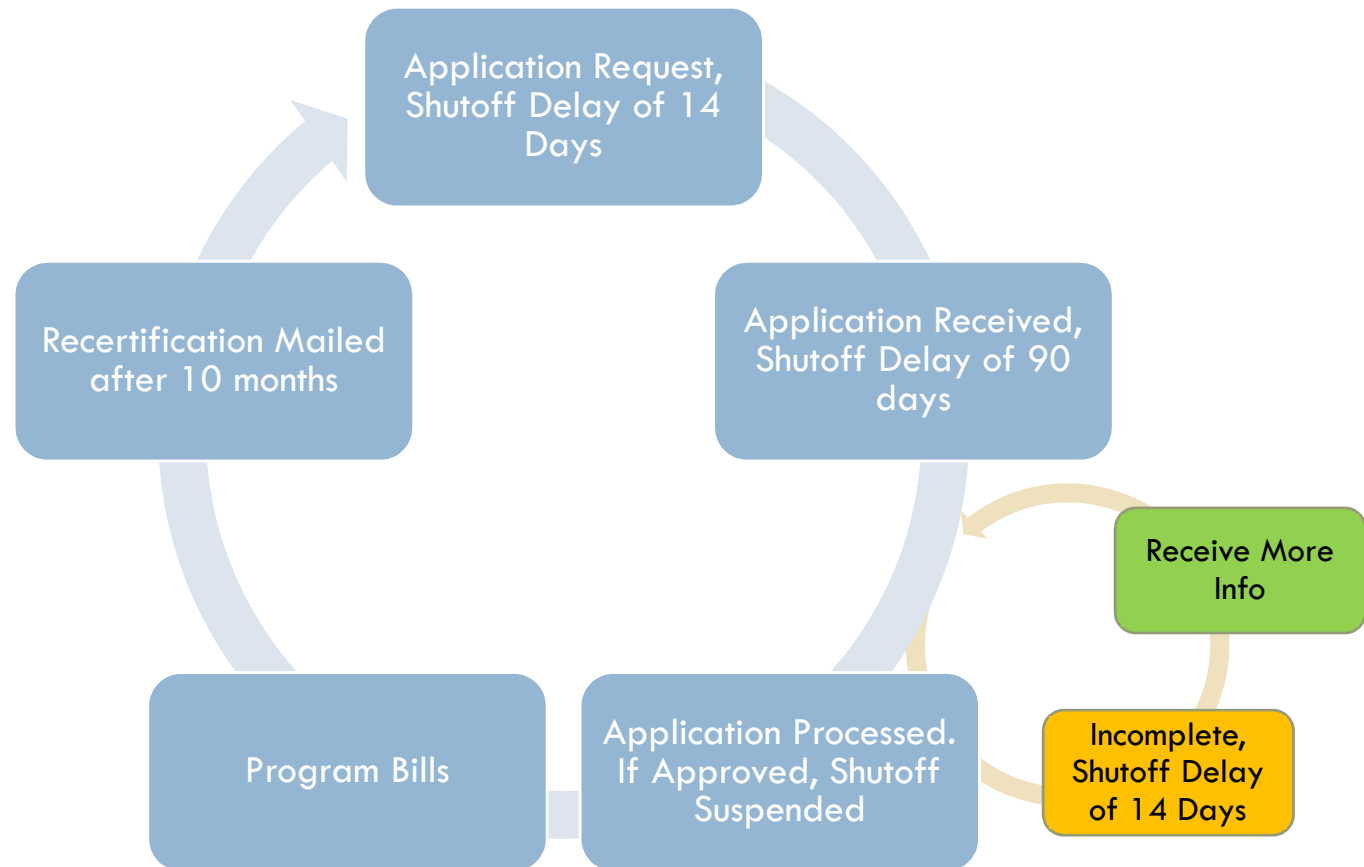 Application Request,
Shutoff Delay of 14
Days
Application Received,
Shutoff Delay of 90
days
Receive More
Info
Incomplete,
Shutoff Delay
of 14 Days
Application Processed.
If Approved, Shutoff
Suspended
Program Bills
Recertification Mailed
after 10 months